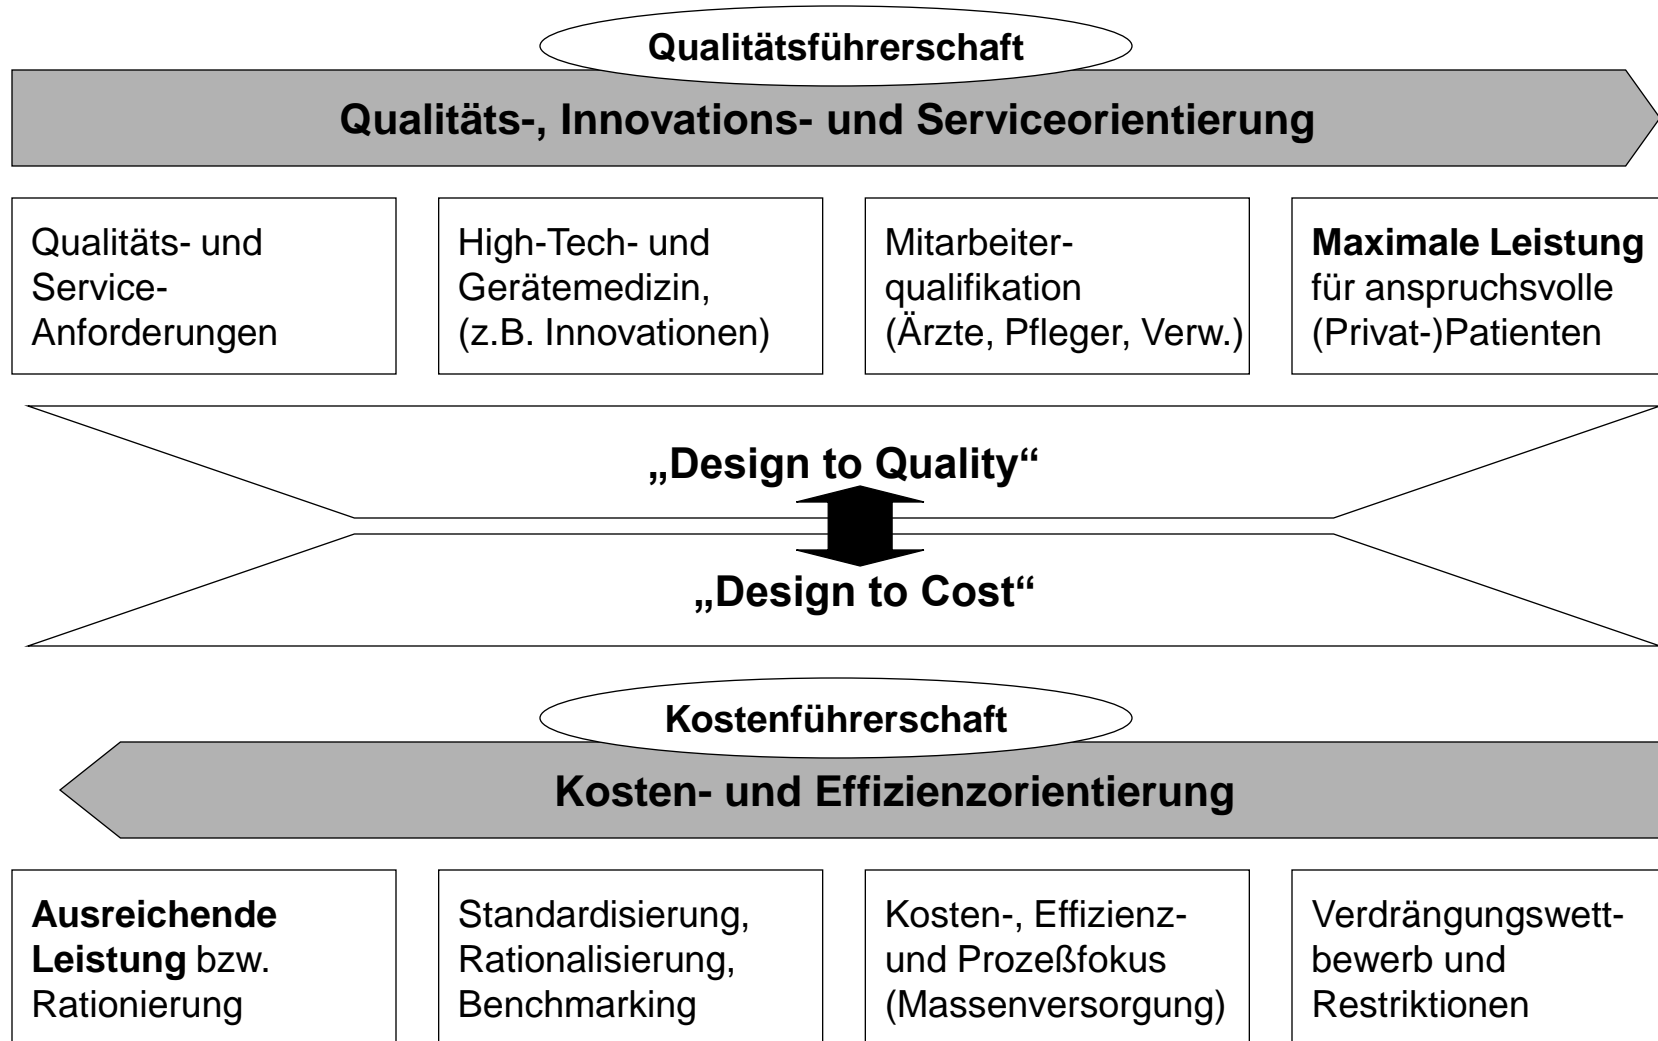 Qualitätsführerschaft
Qualitäts-, Innovations- und Serviceorientierung
Qualitäts- und
Service-
Anforderungen
High-Tech- und
Gerätemedizin,
(z.B. Innovationen)
Mitarbeiter-
qualifikation
(Ärzte, Pfleger, Verw.)
Maximale Leistung
für anspruchsvolle
(Privat-)Patienten
„Design to Quality“
„Design to Cost“
Kostenführerschaft
Kosten- und Effizienzorientierung
Ausreichende
Leistung bzw.
Rationierung
Standardisierung,
Rationalisierung,
Benchmarking
Kosten-, Effizienz-
und Prozeßfokus
(Massenversorgung)
Verdrängungswett-
bewerb und
Restriktionen